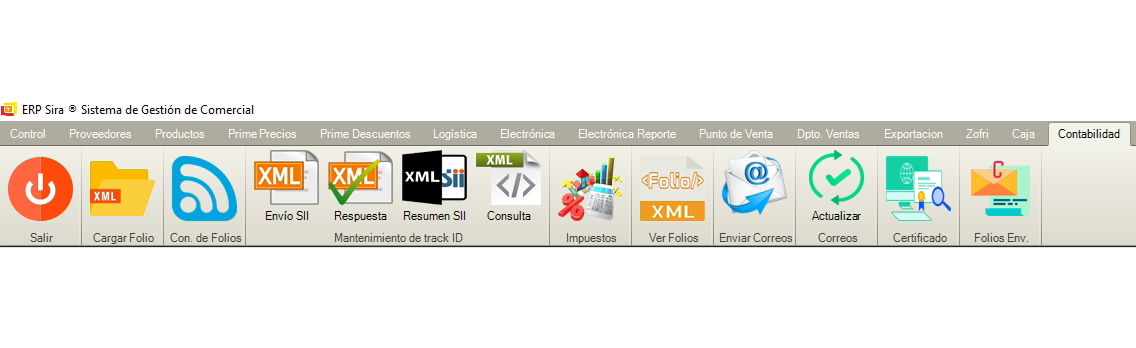 ERP Sira ® Sistema de Gestión de Comercial
Control Proveedores Productos Prime Precios Prime Descuentos Logística Electrónica Electrónica Reporte Punto de Venta Dpto. Ventas Exportacion Zofri Caja Contabilidad
XML
XML
XML
XML Sii
XML
</>
%
@
<Folio/>
XML
C
Envío SII Respuesta Resumen SII Consulta Actualizar
Salir Cargar Folio Con. de Folios Mantenimiento de track ID Impuestos Ver Folios Enviar Correos Correos Certificado Folios Env.